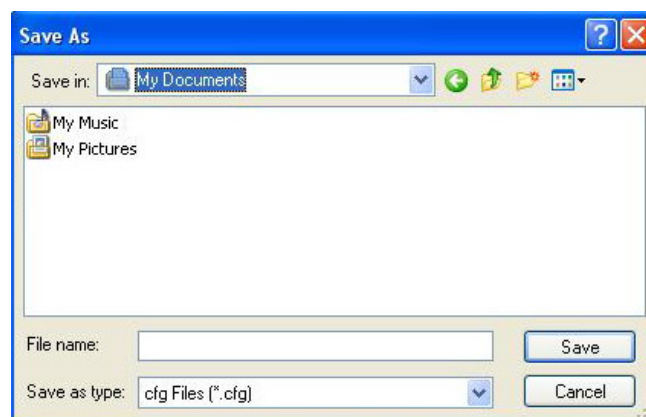 Save As
Save in: My Documents
My Music
My Pictures
File name: Save
Save as type: cfg Files (*.cfg) Cancel